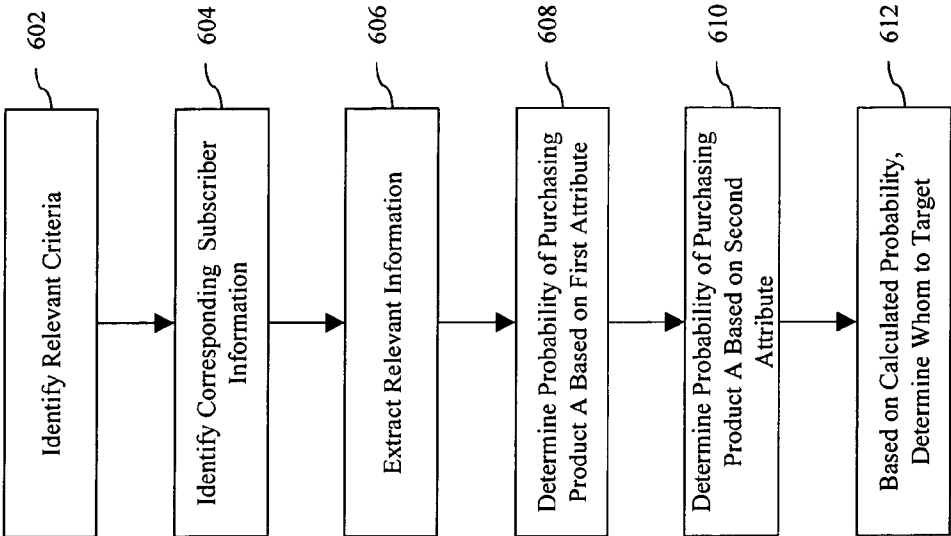 602
Identify Relevant Criteria
604
Identify Corresponding Subscriber
Information
606
Extract Relevant Information
608
Determine Probability of Purchasing
Product A Based on First Attribute
610
Determine Probability of Purchasing
Product A Based on Second
Attribute
612
Based on Calculated Probability,
Determine Whom to Target